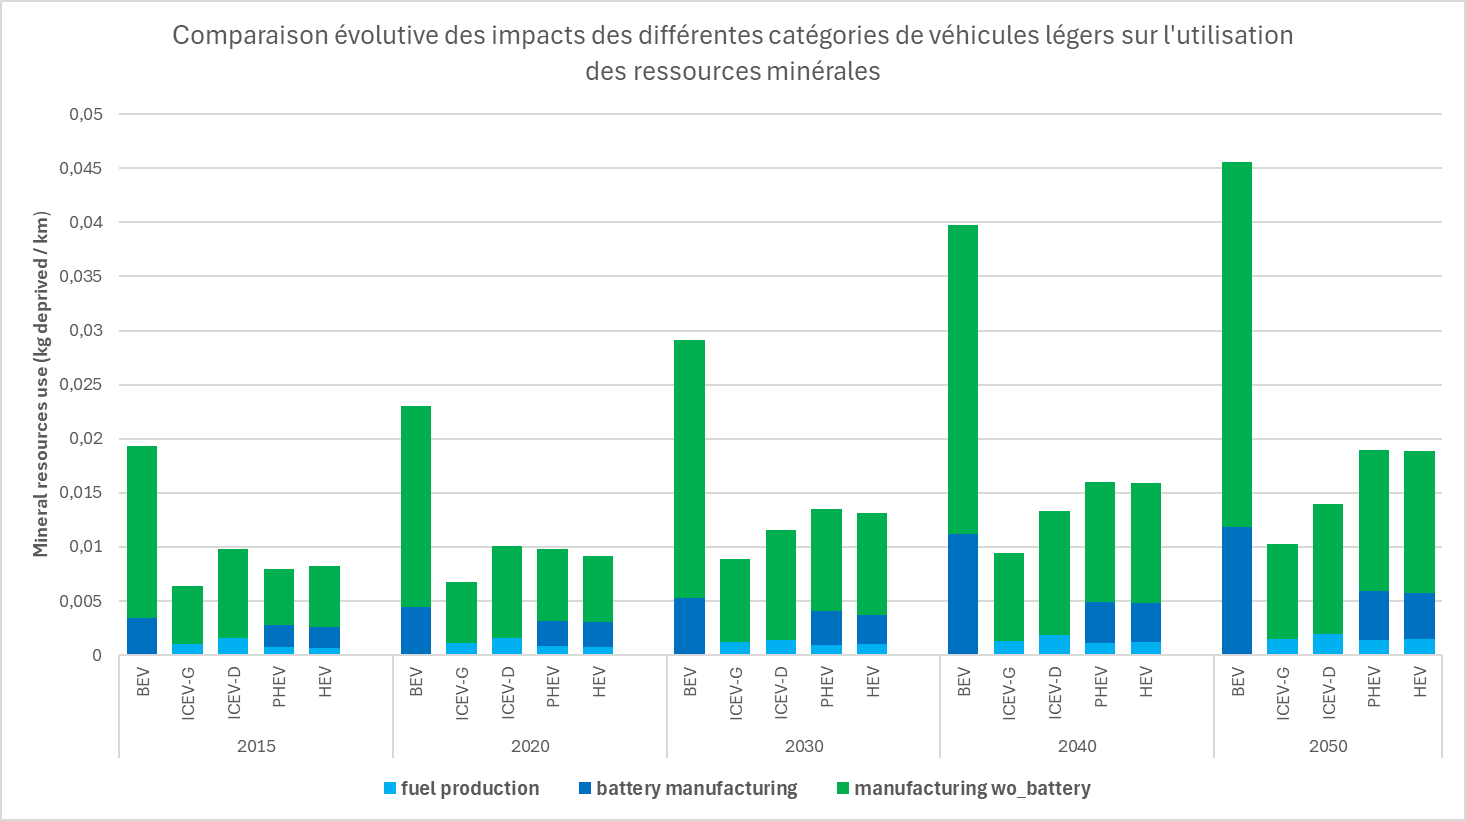 Comparaison évolutive des impacts des différentes catégories de véhicules légers sur l'utilisation
des ressources minérales
Mineral resources use (kg deprived / km)
0,05
0,045
0,04
0,035
0,03
0,025
0,02
0,015
0,01
0,005
0
BEV
ICEV-G
ICEV-D
PHEV
HEV
BEV
ICEV-G
ICEV-D
PHEV
HEV
BEV
ICEV-G
ICEV-D
PHEV
HEV
BEV
ICEV-G
ICEV-D
PHEV
HEV
BEV
ICEV-G
ICEV-D
PHEV
HEV
2015
2020
2030
2040
2050
fuel production
battery manufacturing
manufacturing wo_battery